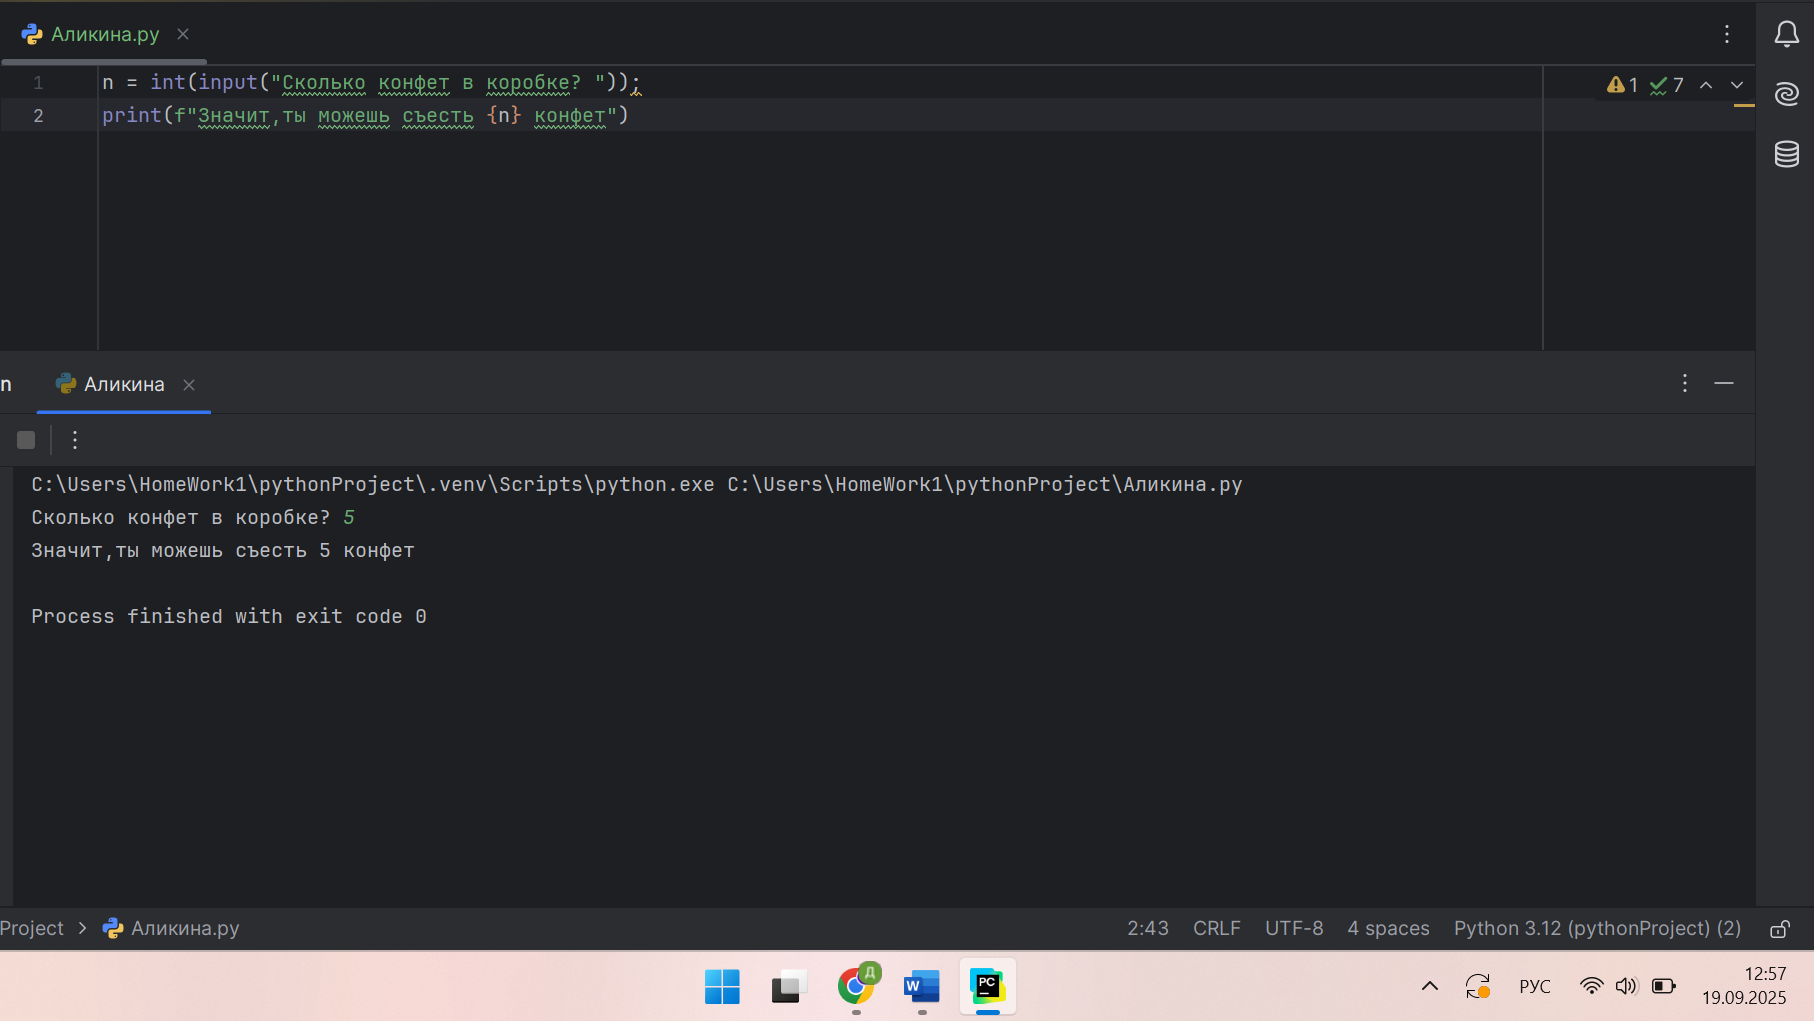 Аликина.py
1 n = int(input("Сколько конфет в коробке? "));
2 print(f"Значит,ты можешь съесть {n} конфет")
1 7
n Аликина
C:\Users\HomeWork1\pythonProject\.venv\Scripts\python.exe C:\Users\HomeWork1\pythonProject\Аликина.py
Сколько конфет в коробке? 5
Значит,ты можешь съесть 5 конфет
Process finished with exit code 0
Project > Аликина.py 2:43 CRLF UTF-8 4 spaces Python 3.12 (pythonProject) (2)
Д
W
PC
РУС
12:57
19.09.2025